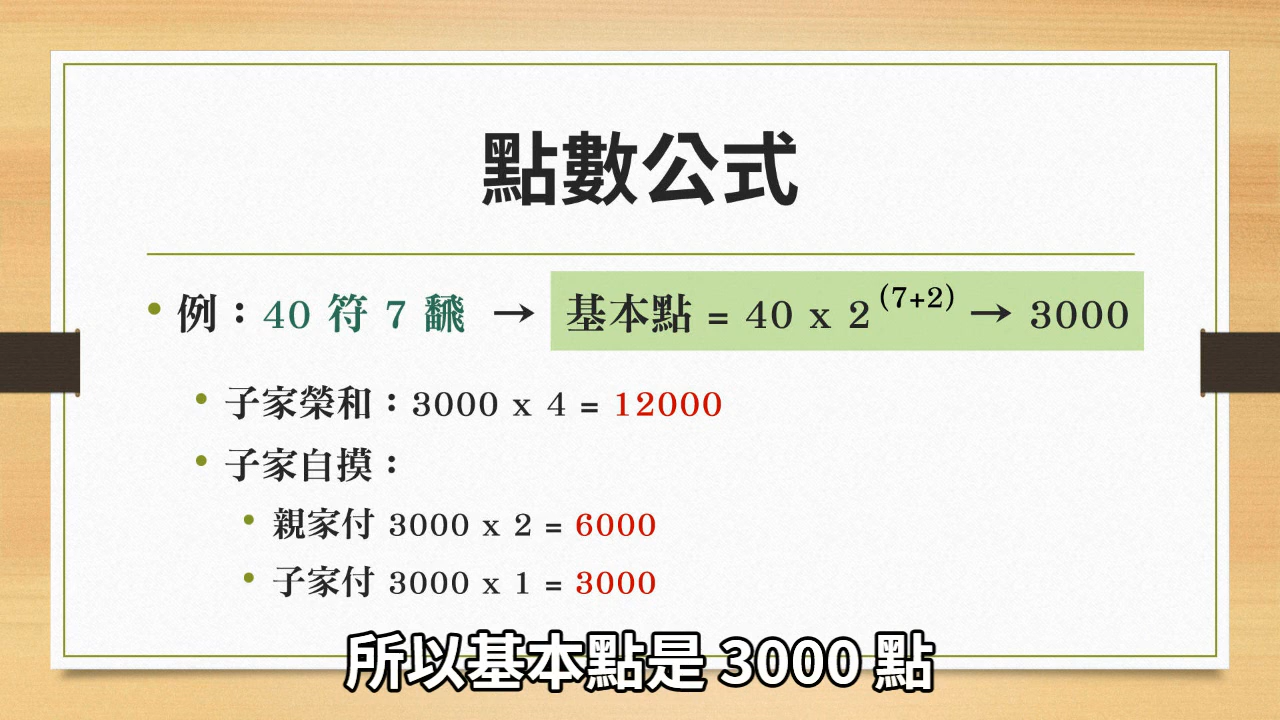 點數公式
• 例：40 符 7 飜 → 基本點 = 40 x 2(7+2) → 3000
• 子家榮和：3000 x 4 = 12000
• 子家自摸：
• 親家付 3000 x 2 = 6000
• 子家付 3000 x 1 = 3000
所以基本點是 3000 點